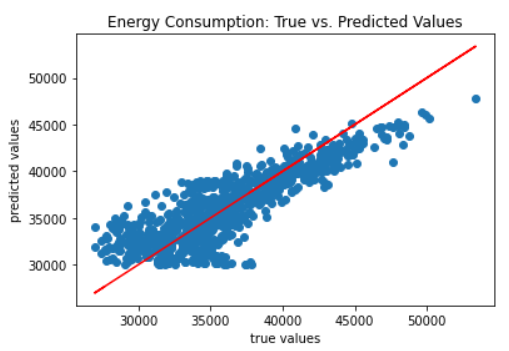 Energy Consumption: True vs. Predicted Values
predicted values
50000
45000
40000
35000
30000
30000 35000 40000 45000 50000
true values